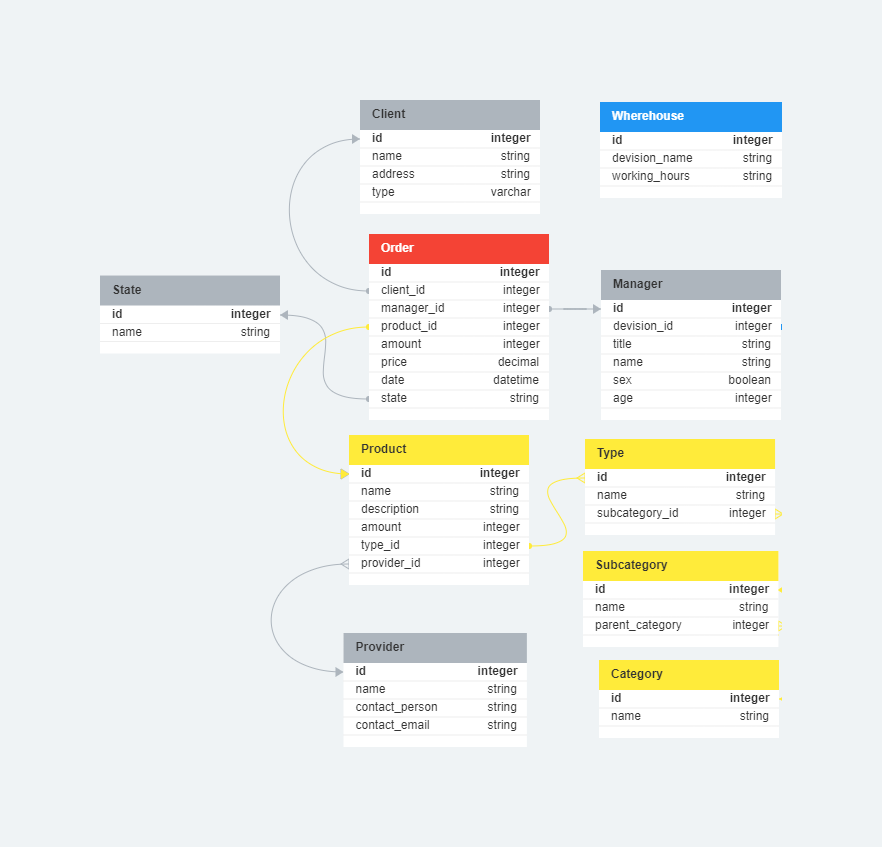 Client
id integer
name string
address string
type varchar
Wherehouse
id integer
devision_name string
working_hours string
Order
id integer
client_id integer
manager_id integer
product_id integer
amount integer
price decimal
date datetime
state string
State
id integer
name string
Manager
id integer
devision_id integer
title string
name string
sex boolean
age integer
Product
id integer
name string
description string
amount integer
type_id integer
provider_id integer
Type
id integer
name string
subcategory_id integer
Subcategory
id integer
name string
parent_category integer
Provider
id integer
name string
contact_person string
contact_email string
Category
id integer
name string